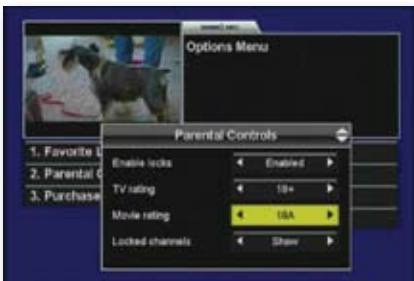 Options Menu
Parental Controls
1. Favorite L
2. Parental C
3. Purchase
Enable locks Enabled
TV rating 18+
Movie rating 18A
Locked channels Show